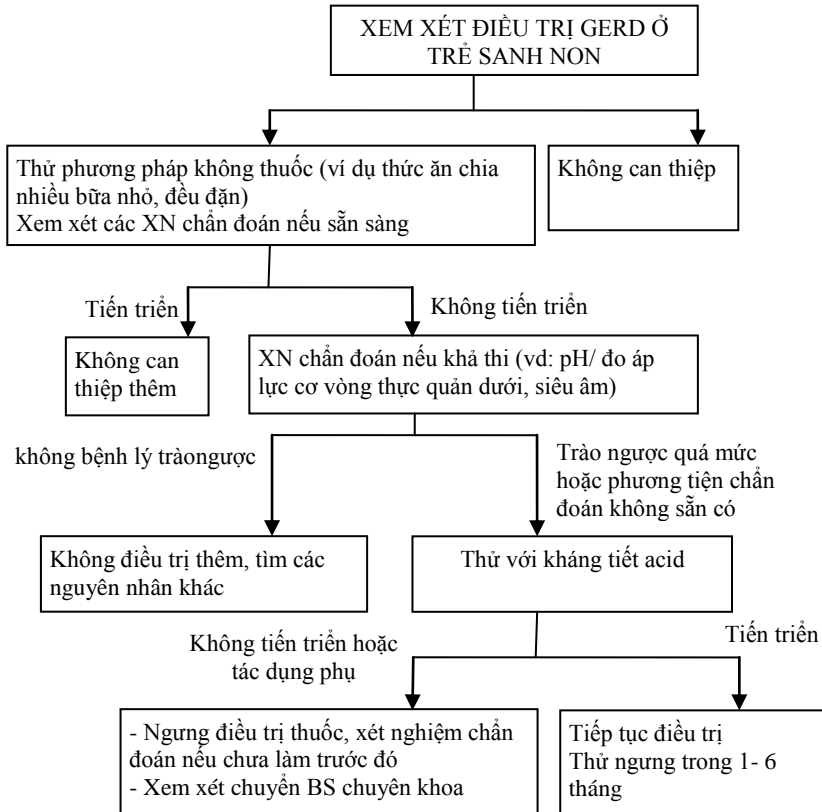 XEM XÉT ĐIỀU TRỊ GERD Ở
TRẺ SANH NON
Thử phương pháp không thuốc (ví dụ thức ăn chia
nhiều bữa nhỏ, đều đặn)
Xem xét các XN chẩn đoán nếu sẵn sàng
Không can thiệp
Tiến triển
Không tiến triển
Không can
thiệp thêm
XN chẩn đoán nếu khả thi (vd: pH/ đo áp
lực cơ vòng thực quản dưới, siêu âm)
không bệnh lý tràongược
Trào ngược quá mức
hoặc phương tiện chẩn
đoán không sẵn có
Không điều trị thêm, tìm các
nguyên nhân khác
Thử với kháng tiết acid
Không tiến triển hoặc
tác dụng phụ
Tiến triển
- Ngưng điều trị thuốc, xét nghiệm chẩn
đoán nếu chưa làm trước đó
- Xem xét chuyển BS chuyên khoa
Tiếp tục điều trị
Thử ngưng trong 1- 6
tháng